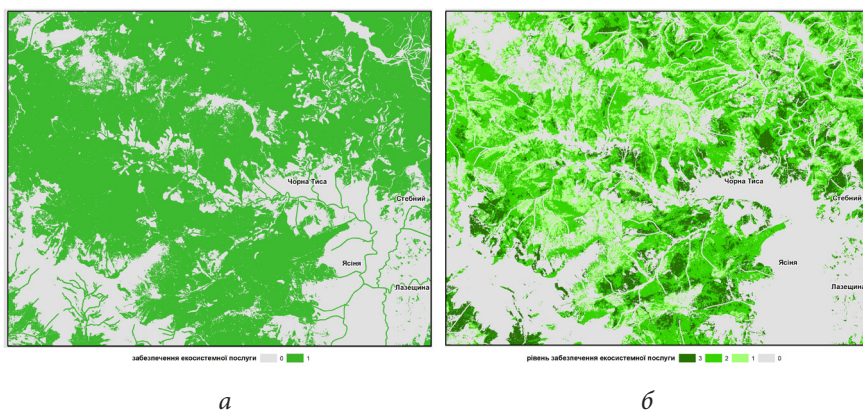 Чорна Тиса
Стебний
Ясіня
Лазещина
забезпечення екосистемної послуги 0 1
а
Чорна Тиса
Стебний
Ясіня
Лазещина
рівень забезпечення екосистемної послуги 3 2 1 0
б